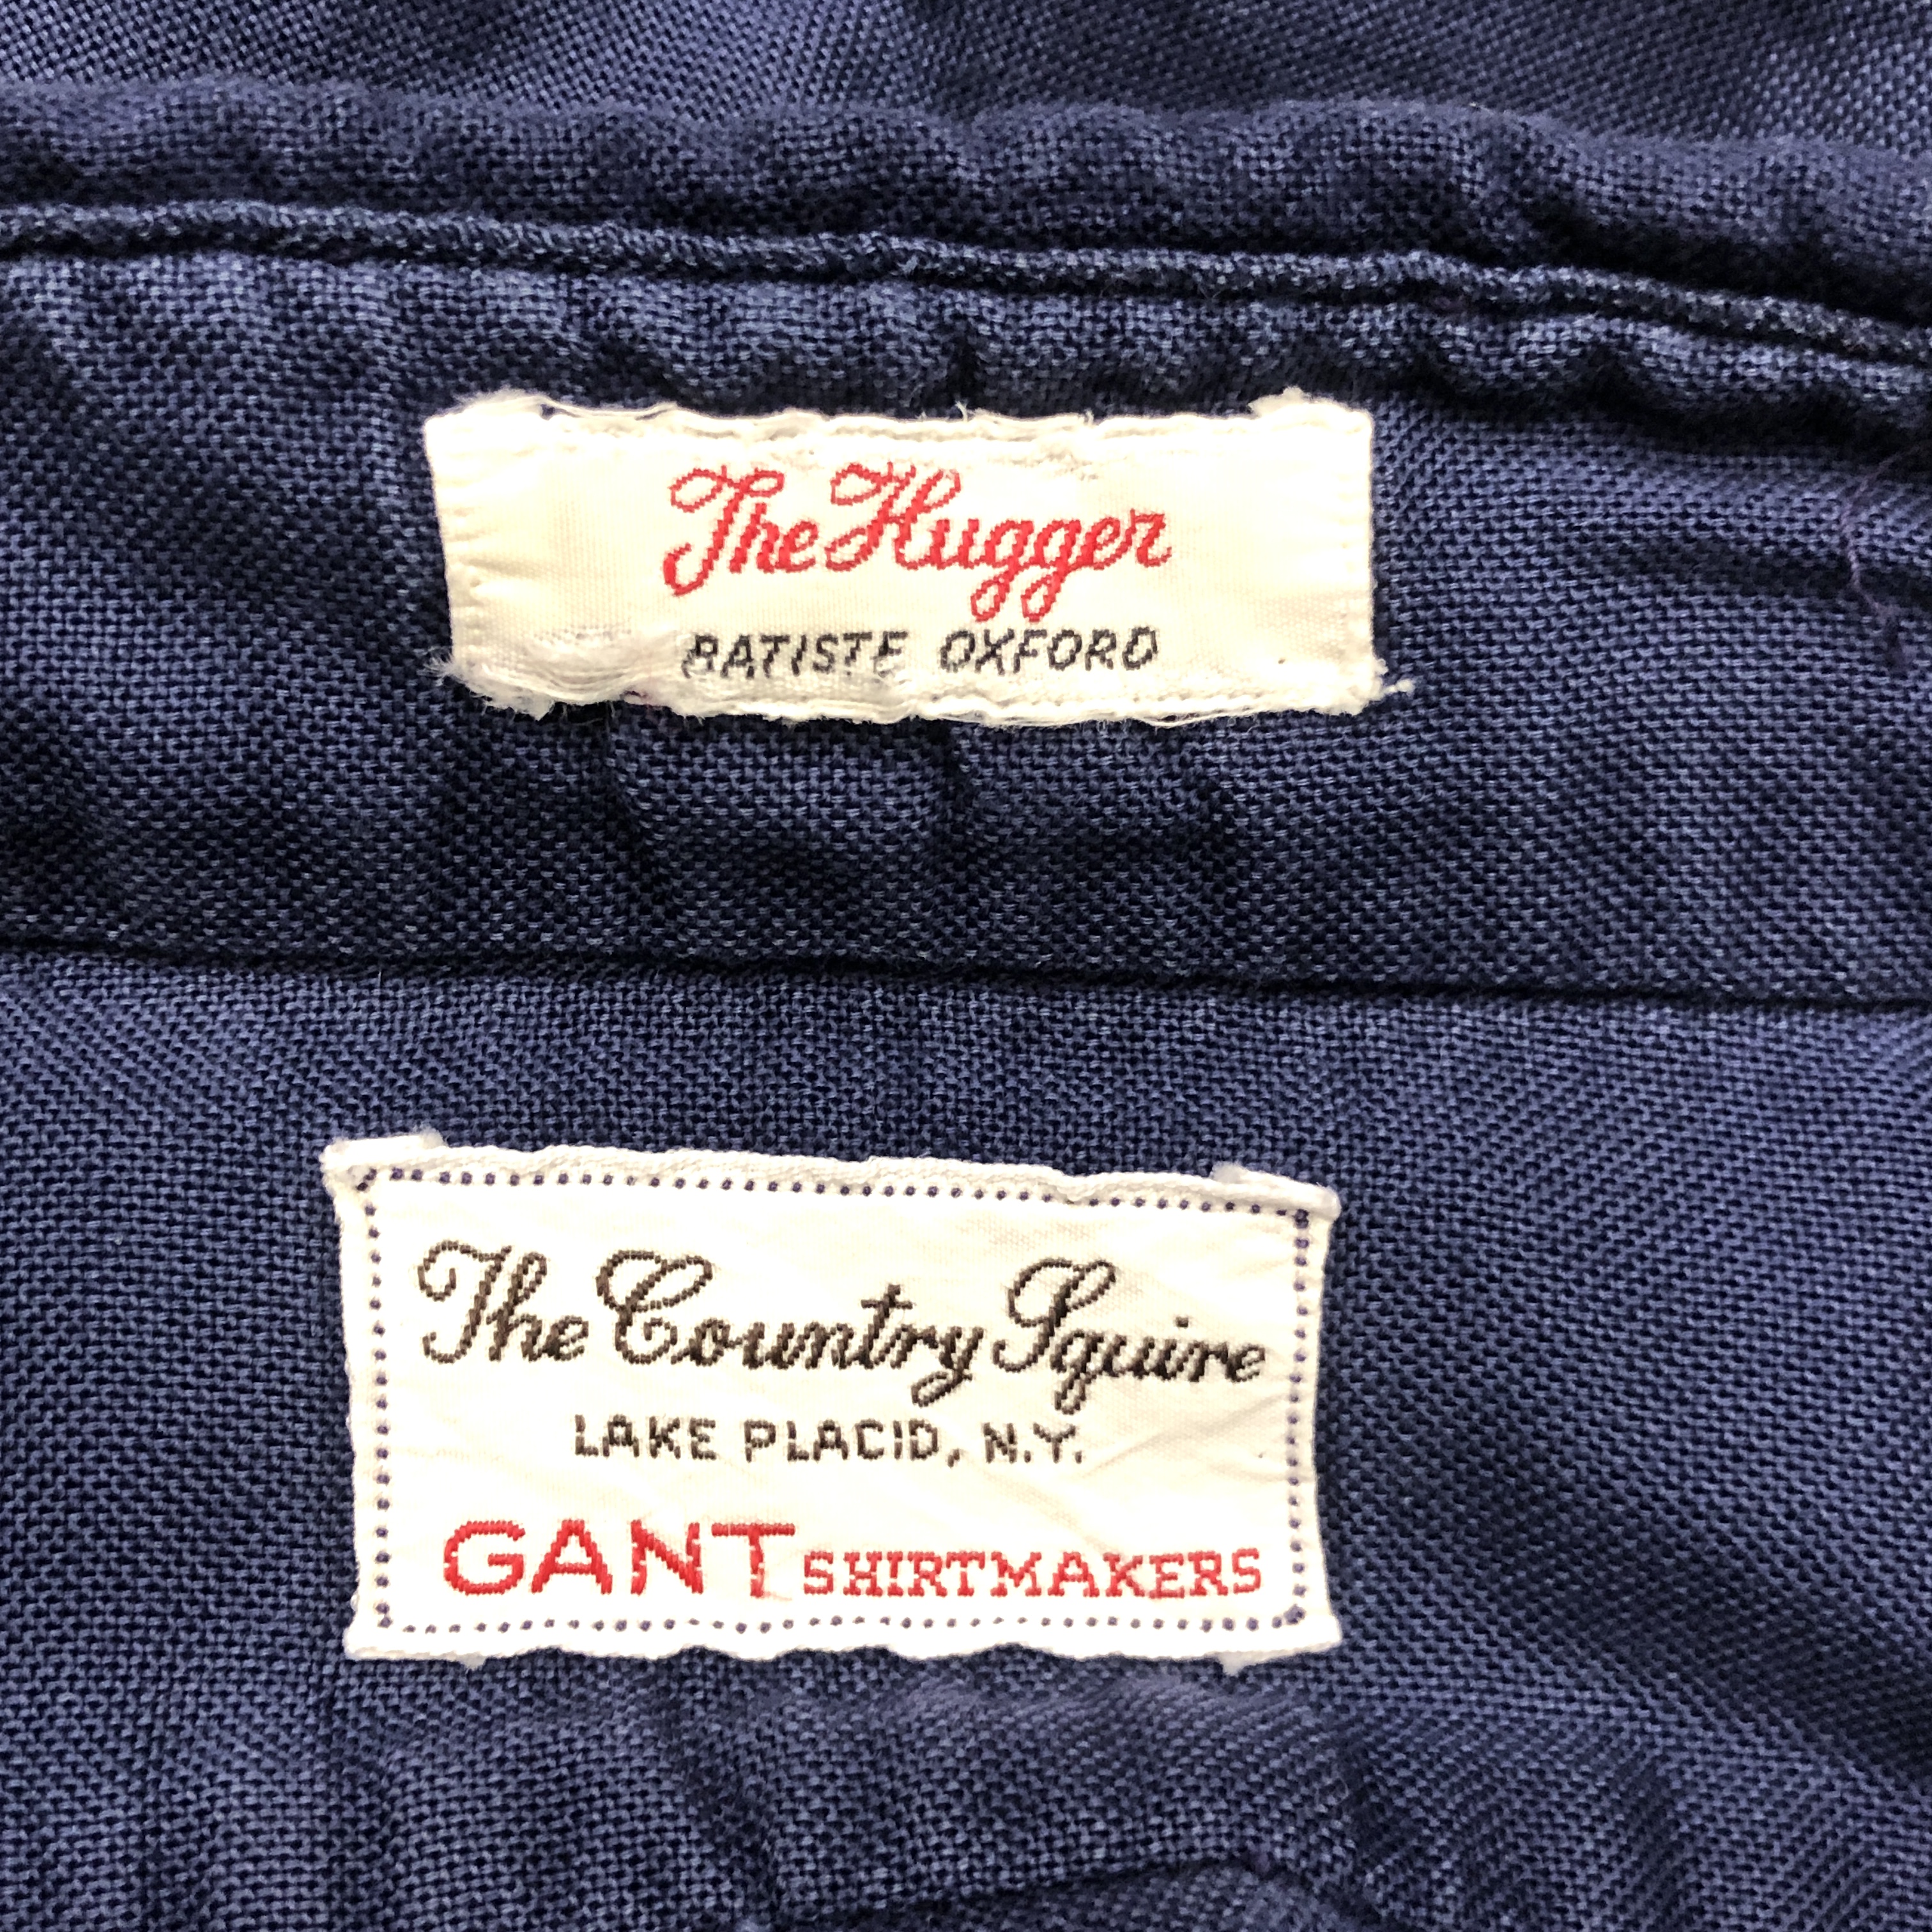 The Hugger
BATISTE OXFORD
The Country Squire
LAKE PLACID, N.Y.
GANT SHIRTMAKERS